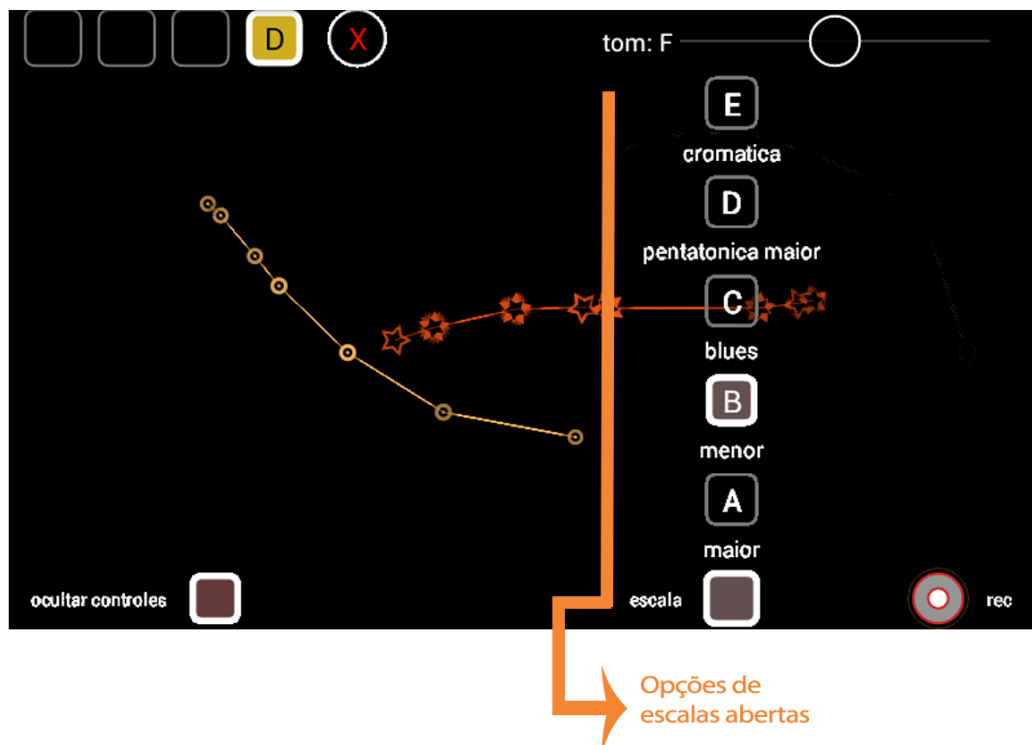 D X tom: F
E
cromatica
D
pentatonica maior
C
blues
B
menor
A
maior
ocultar controles escala rec
Opções de
escalas abertas